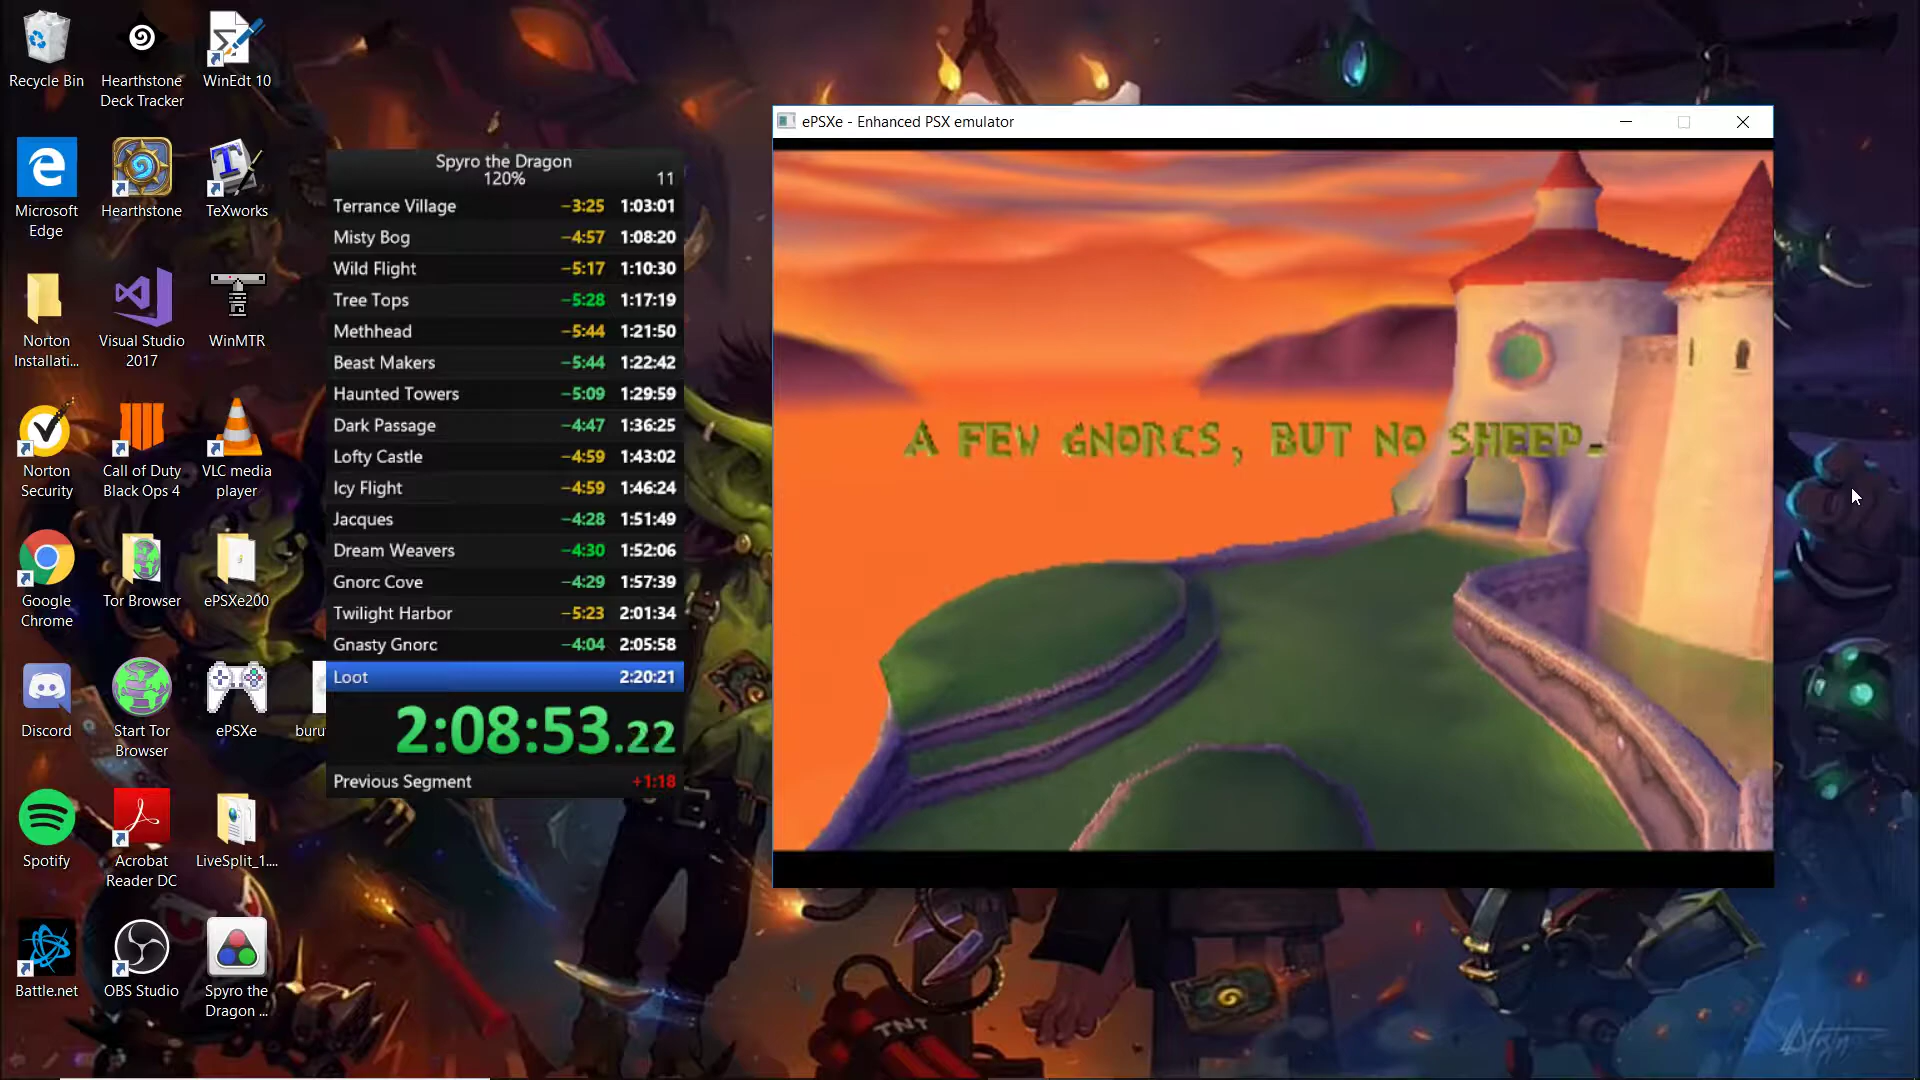 Recycle Bin
Hearthstone
Deck Tracker
WinEdt 10
Microsoft
Edge
Hearthstone
TeXworks
Norton
Installati...
Visual Studio
2017
WinMTR
Norton
Security
Call of Duty
Black Ops 4
VLC media
player
Google
Chrome
Tor Browser
ePSXe200
Discord
Start Tor
Browser
ePSXe
buru
Spotify
Acrobat
Reader DC
LiveSplit_1....
Battle.net
OBS Studio
Spyro the
Dragon ...
Spyro the Dragon
120% 11
Terrance Village −3:25 1:03:01
Misty Bog −4:57 1:08:20
Wild Flight −5:17 1:10:30
Tree Tops −5:28 1:17:19
Methhead −5:44 1:21:50
Beast Makers −5:44 1:22:42
Haunted Towers −5:09 1:29:59
Dark Passage −4:47 1:36:25
Lofty Castle −4:59 1:43:02
Icy Flight −4:59 1:46:24
Jacques −4:28 1:51:49
Dream Weavers −4:30 1:52:06
Gnorc Cove −4:29 1:57:39
Twilight Harbor −5:23 2:01:34
Gnasty Gnorc −4:04 2:05:58
Loot 2:20:21
2:08:53.22
Previous Segment +1:18
ePSXe - Enhanced PSX emulator
A FEW GNORCS, BUT NO SHEEP.
TNT